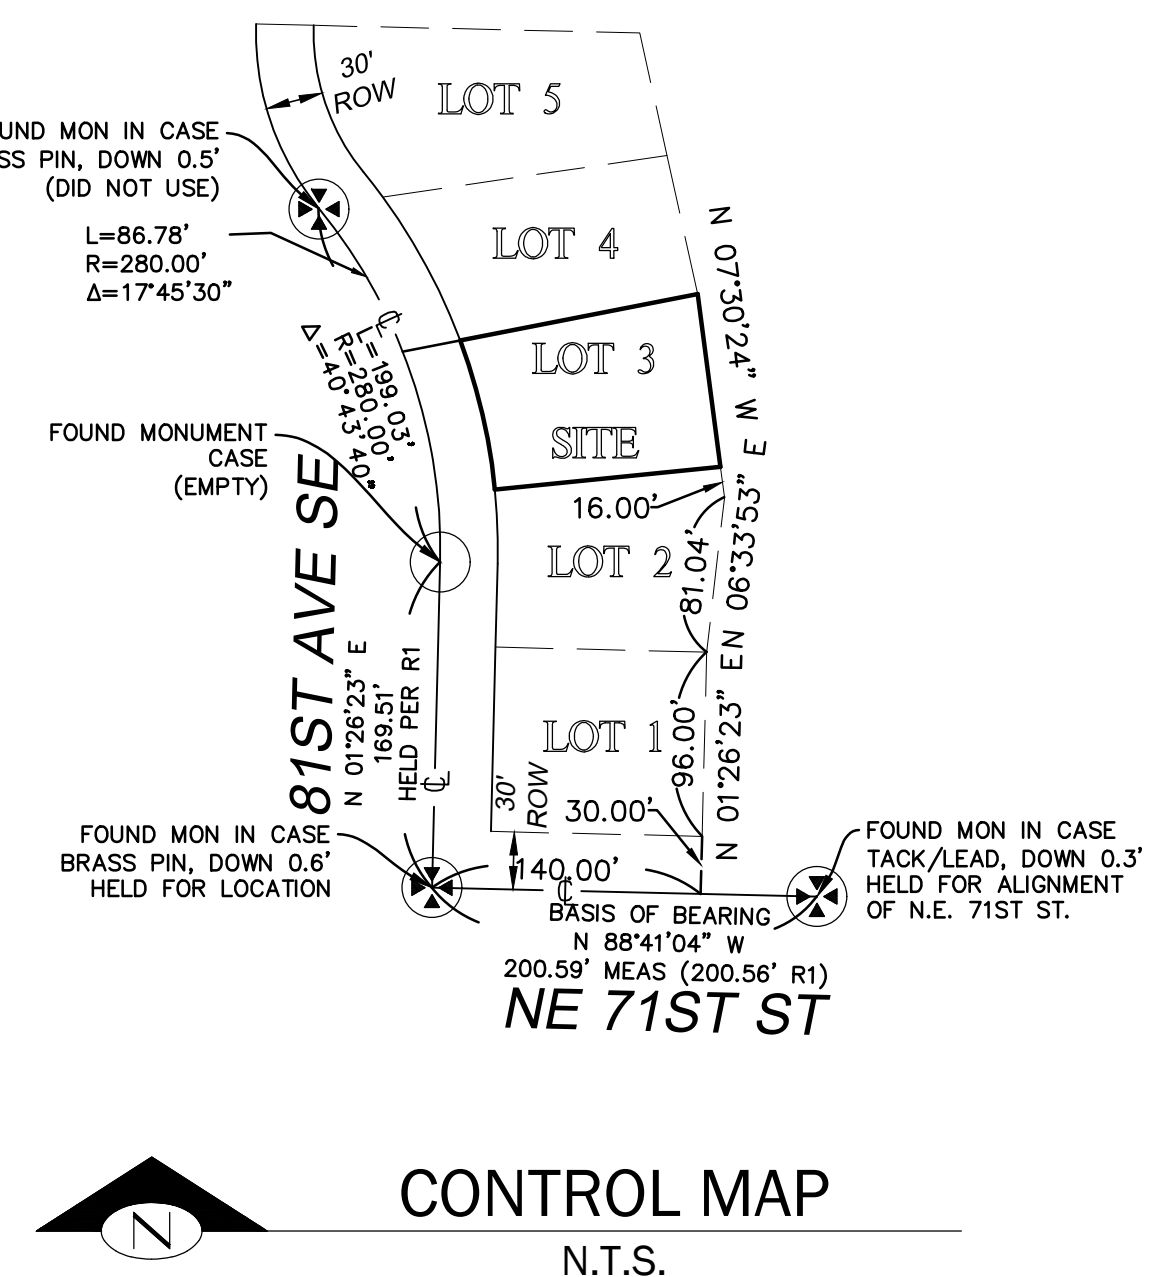 30'
ROW
LOT 5
UND MON IN CASE
SS PIN, DOWN 0.5'
(DID NOT USE)
L=86.78'
R=280.00'
Δ=17°45'30"
LOT 4
N 07°30'24" W
LOT 3
SITE
L=199.03'
R=280.00'
Δ=40°43'40"
FOUND MONUMENT
CASE
(EMPTY)
16.00'
LOT 2
81.04'
N 06°33'53" E
81ST AVE SE
N 01°26'23" E
169.51'
HELD PER R1
LOT 1
96.00'
N 01°26'23" E
30'
ROW
30.00'
140.00'
FOUND MON IN CASE
BRASS PIN, DOWN 0.6'
HELD FOR LOCATION
FOUND MON IN CASE
TACK/LEAD, DOWN 0.3'
HELD FOR ALIGNMENT
OF N.E. 71ST ST.
BASIS OF BEARING
N 88°41'04" W
200.59' MEAS (200.56' R1)
NE 71ST ST
N
CONTROL MAP
N.T.S.